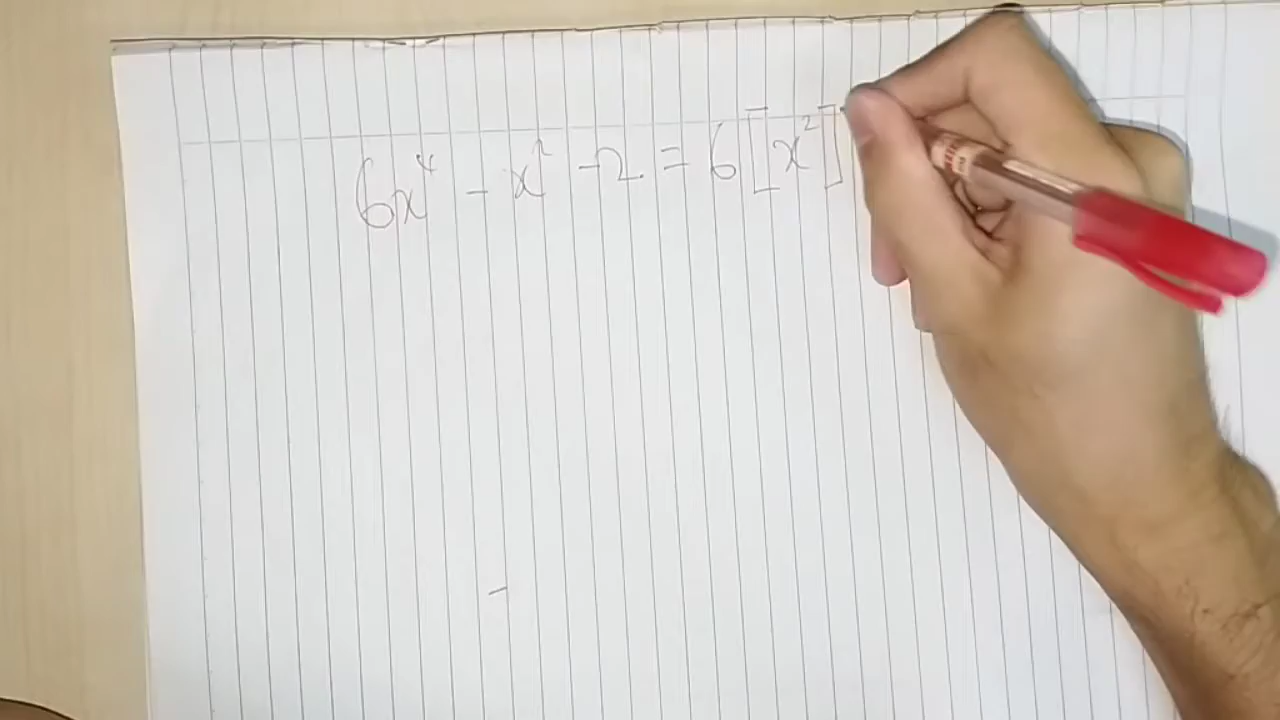 6x⁴ - x² - 2 = 6[x²]